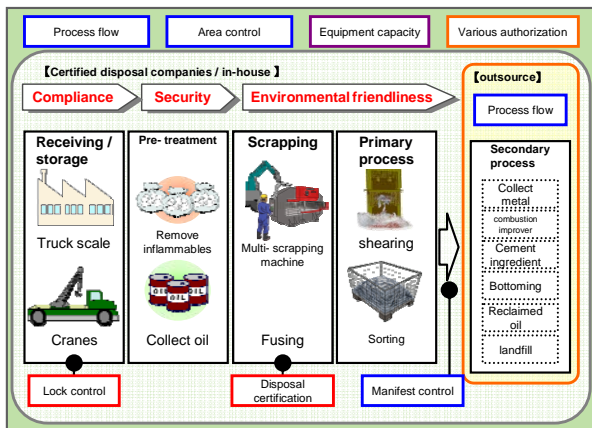 Process flow
Area control
Equipment capacity
Various authorization
【Certified disposal companies / in-house 】
【outsource】
Compliance
Security
Environmental friendliness
Process flow
Receiving /
storage
Truck scale
Cranes
Pre- treatment
Remove
inflammables
OIL
OIL
OIL
Collect oil
Scrapping
Multi- scrapping
machine
Fusing
Primary
process
shearing
Sorting
Secondary
process
Collect
metal
combustion
improver
Cement
ingredient
Bottoming
Reclaimed
oil
landfill
Lock control
Disposal
certification
Manifest control